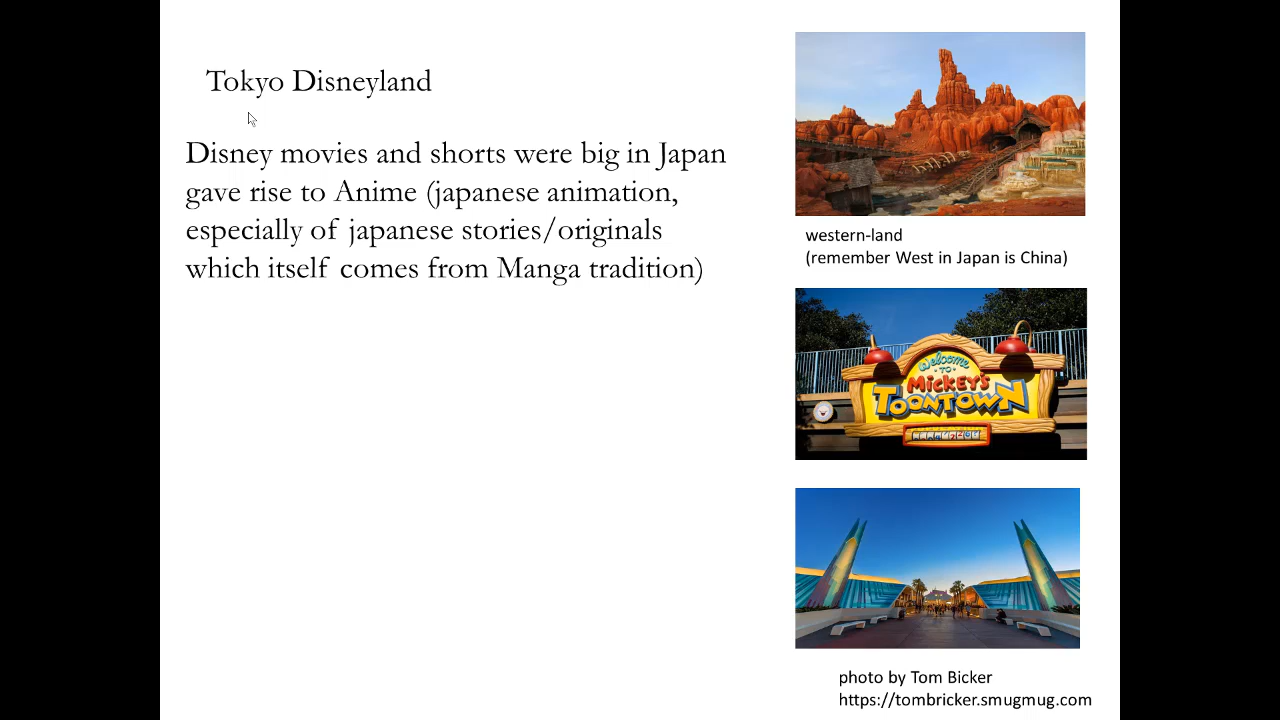 Tokyo Disneyland
Disney movies and shorts were big in Japan
gave rise to Anime (japanese animation,
especially of japanese stories/originals
which itself comes from Manga tradition)
western-land
(remember West in Japan is China)
Welcome
TO
MICKEY'S
TOONTOWN
photo by Tom Bicker
https://tombricker.smugmug.com